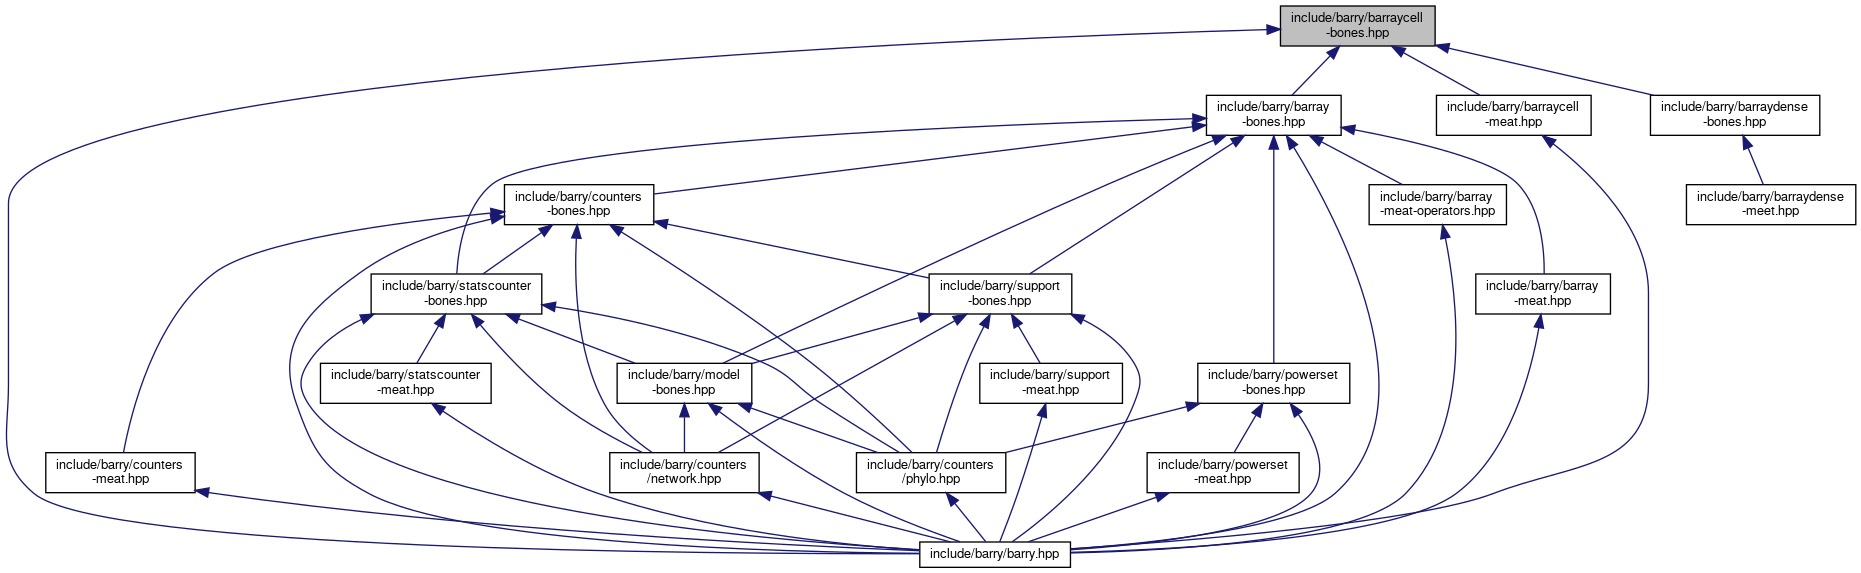 include/barry/barraycell
-bones.hpp
include/barry/barray
-bones.hpp
include/barry/barraycell
-meat.hpp
include/barry/barraydense
-bones.hpp
include/barry/counters
-bones.hpp
include/barry/barray
-meat-operators.hpp
include/barry/barraydense
-meet.hpp
include/barry/statscounter
-bones.hpp
include/barry/support
-bones.hpp
include/barry/barray
-meat.hpp
include/barry/statscounter
-meat.hpp
include/barry/model
-bones.hpp
include/barry/support
-meat.hpp
include/barry/powerset
-bones.hpp
include/barry/counters
-meat.hpp
include/barry/counters
/network.hpp
include/barry/counters
/phylo.hpp
include/barry/powerset
-meat.hpp
include/barry/barry.hpp